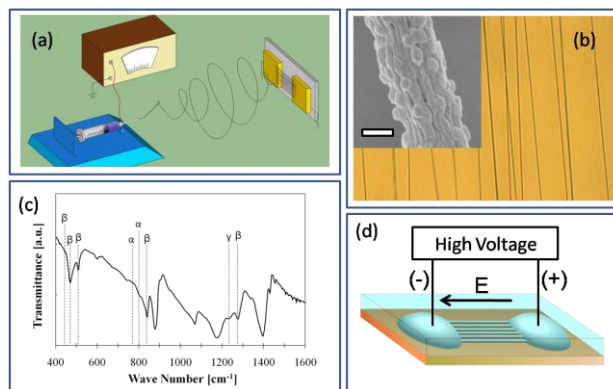 (a)
(b)
(c)
β
β β
α
α β
γ β
Transmittance [a.u.]
400 600 800 1000 1200 1400 1600
Wave Number [cm⁻¹]
(d)
High Voltage
(-) E (+)